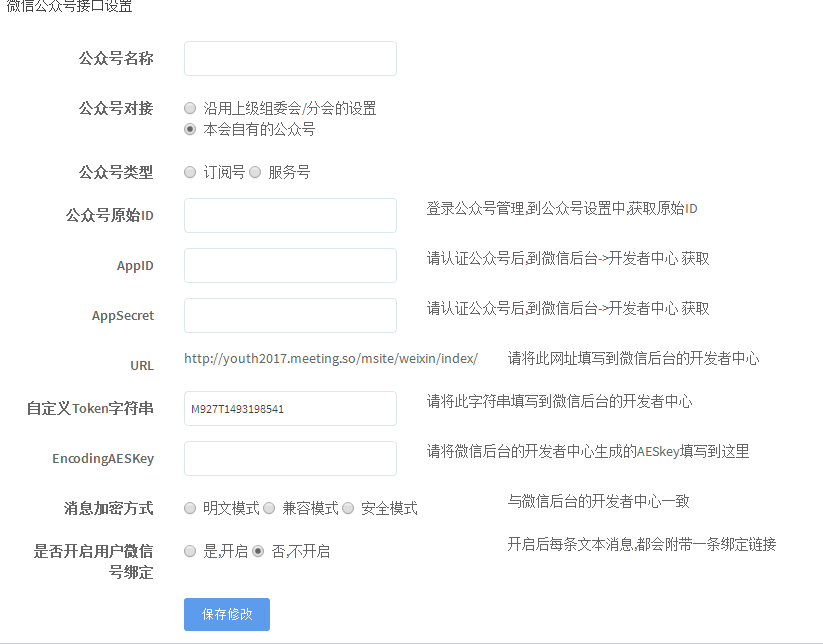 微信公众号接口设置
公众号名称
公众号对接 沿用上级组委会/分会的设置
本会自有的公众号
公众号类型 订阅号 服务号
公众号原始ID 登录公众号管理,到公众号设置中,获取原始ID
AppID 请认证公众号后,到微信后台->开发者中心 获取
AppSecret 请认证公众号后,到微信后台->开发者中心 获取
URL http://youth2017.meeting.so/msite/weixin/index/ 请将此网址填写到微信后台的开发者中心
自定义Token字符串 M927T1493198541 请将此字符串填写到微信后台的开发者中心
EncodingAESKey 请将微信后台的开发者中心生成的AESkey填写到这里
消息加密方式 明文模式 兼容模式 安全模式 与微信后台的开发者中心一致
是否开启用户微信 是,开启 否,不开启 开启后每条文本消息,都会附带一条绑定链接
号绑定
保存修改